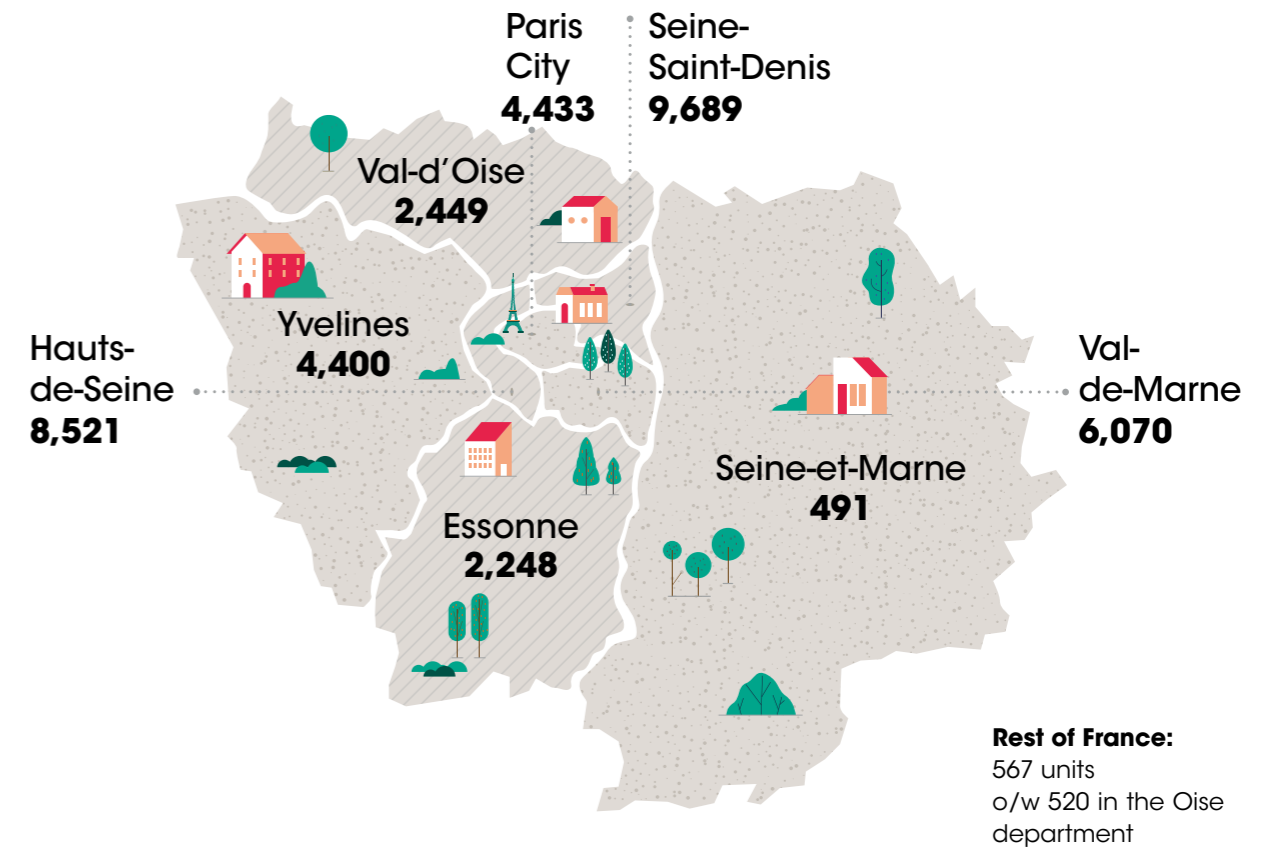 Paris
City
4,433
Seine-
Saint-Denis
9,689
Val-d’Oise
2,449
Yvelines
4,400
Hauts-
de-Seine
8,521
Val-
de-Marne
6,070
Seine-et-Marne
491
Essonne
2,248
Rest of France:
567 units
o/w 520 in the Oise
department